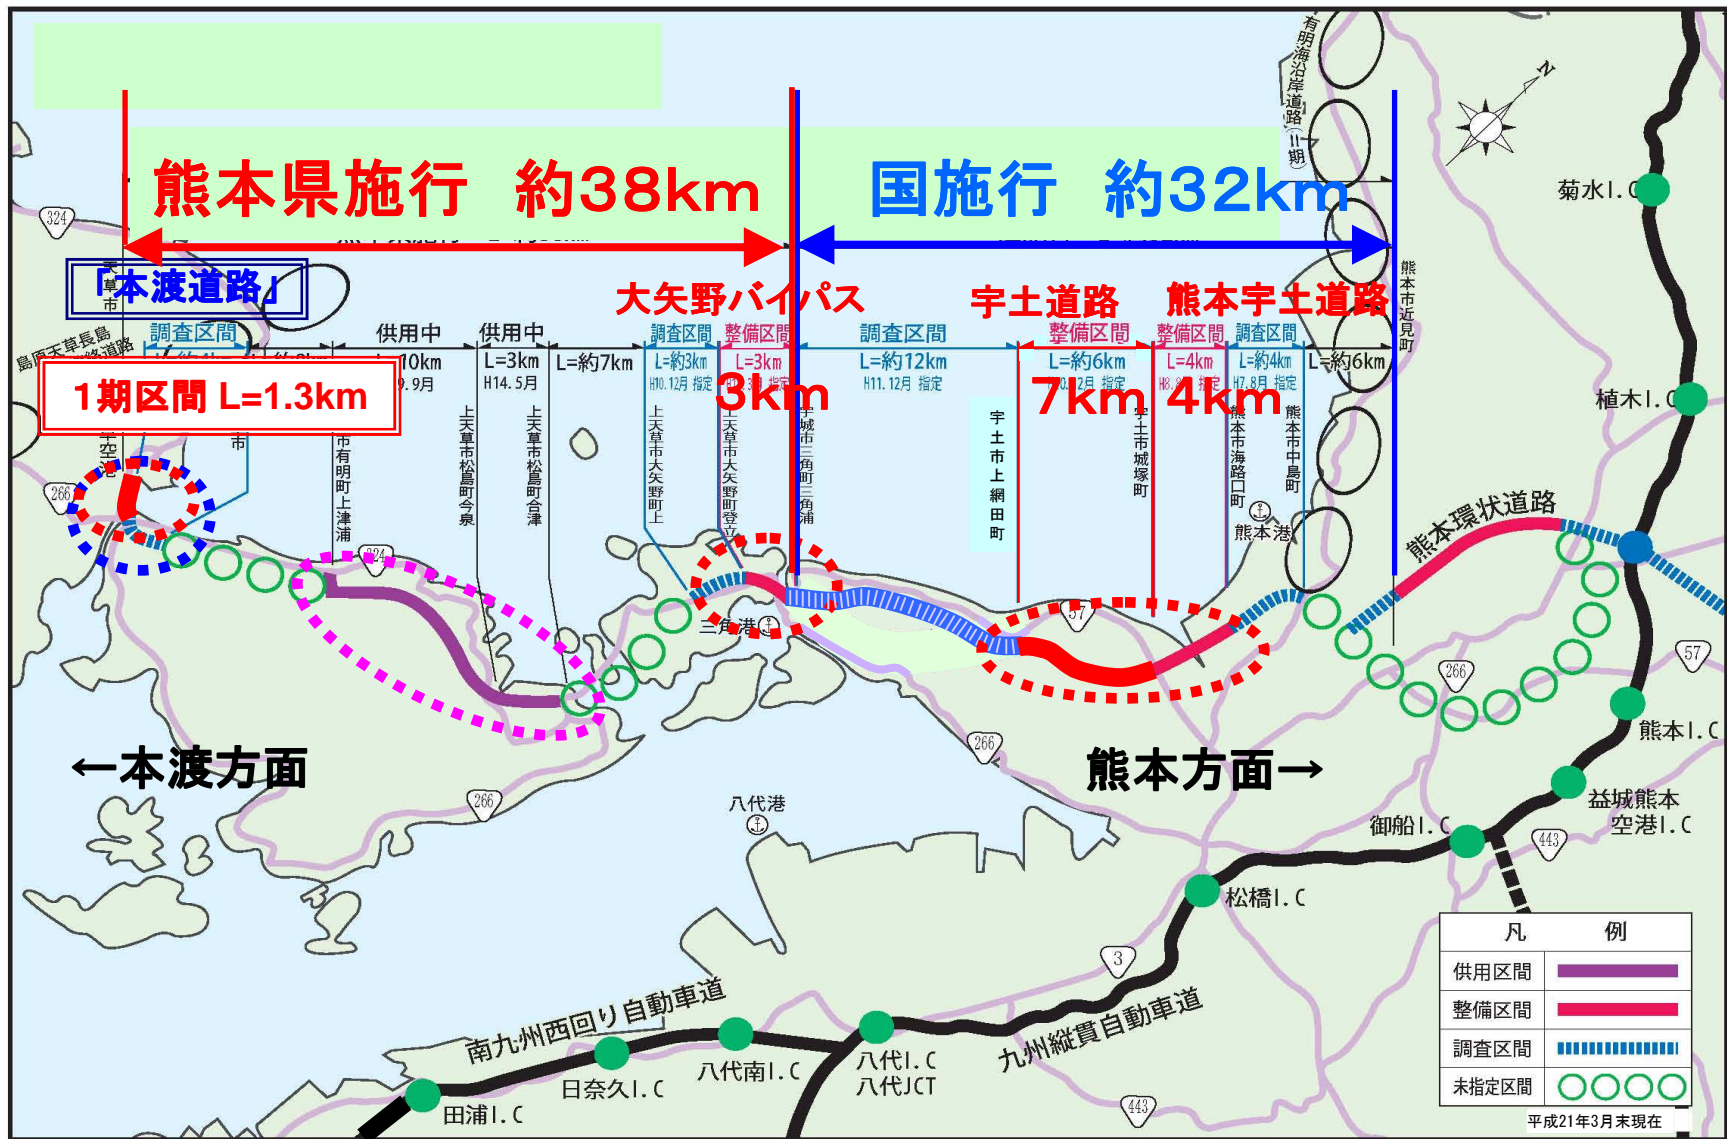 有明海沿岸道路(Ⅱ期)
N
熊本県施行　約38km
国施行　約32km
菊水I.C
324
「本渡道路」
大矢野バイパス
宇土道路
熊本宇土道路
熊本市近見町
島原天草長島
調査区間
供用中
供用中
調査区間
整備区間
調査区間
整備区間
整備区間
調査区間
L=3km
L=約7km
L=約3km
L=3km
L=約12km
L=約6km
L=4km
L=約4km
L=約6km
9.9月
H14.5月
H10.12月 指定
H11.12月 指定
H7.8月 指定
1期区間 L=1.3km
3km
7km
4km
植木I.C
市有明町上津浦
上天草市松島町今泉
上天草市松島町合津
上天草市大矢野町上
上天草市大矢野町登立
宇城市三角町三角浦
宇土市上網田町
宇土市城塚町
熊本市海路口町
熊本市中島町
266
熊本港
熊本環状道路
324
三角港
57
57
266
熊本I.C
←本渡方面
熊本方面→
266
266
八代港
益城熊本
空港I.C
御船I.C
443
松橋I.C
3
南九州西回り自動車道
九州縦貫自動車道
八代南I.C
八代I.C
八代JCT
日奈久I.C
田浦I.C
443
凡　例
供用区間
整備区間
調査区間
未指定区間
平成21年3月末現在